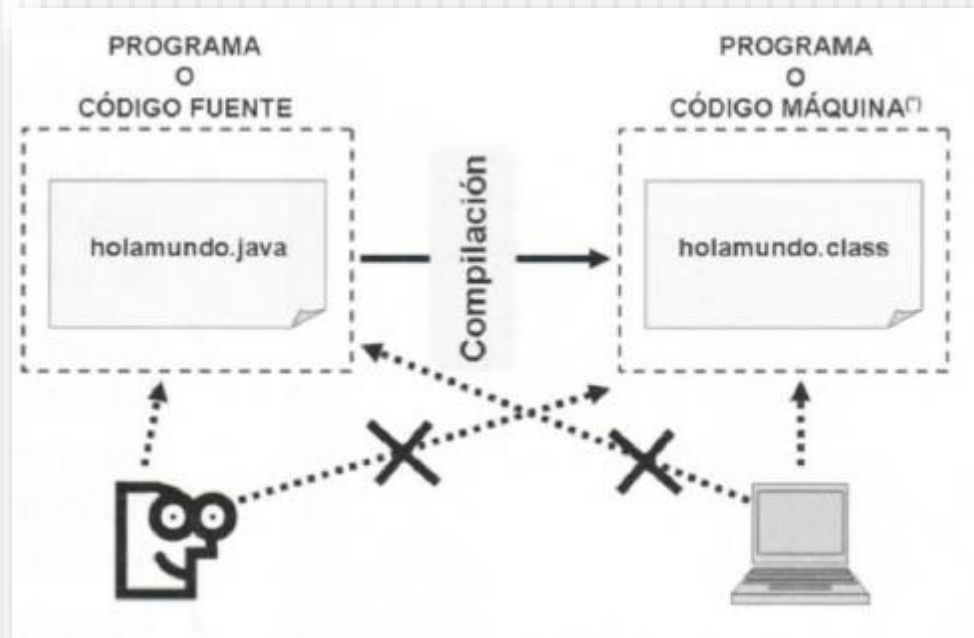 PROGRAMA
O
CÓDIGO FUENTE
holamundo.java
Compilación
PROGRAMA
O
CÓDIGO MÁQUINA(*)
holamundo.class